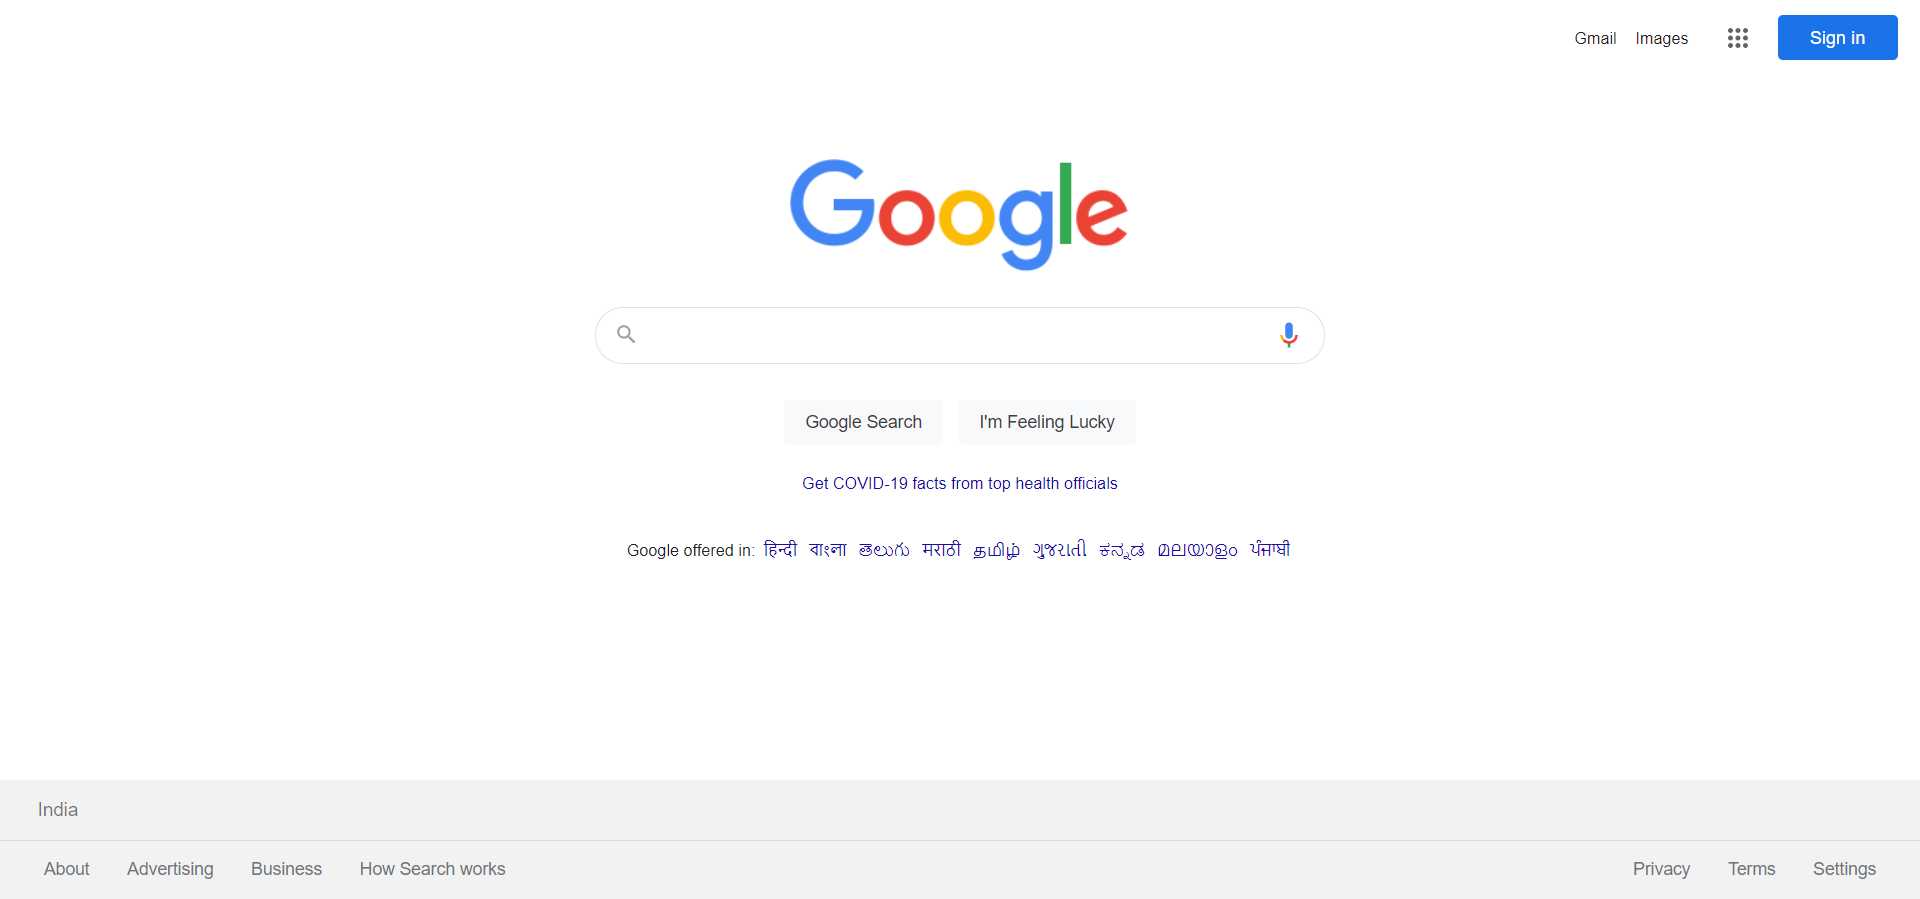 Gmail Images Sign in
Google
Google Search I'm Feeling Lucky
Get COVID-19 facts from top health officials
Google offered in: हिन्दी বাংলা తెలుగు मराठी தமிழ் ગુજરાતી ಕನ್ನಡ മലയാളം ਪੰਜਾਬੀ
India
About Advertising Business How Search works Privacy Terms Settings